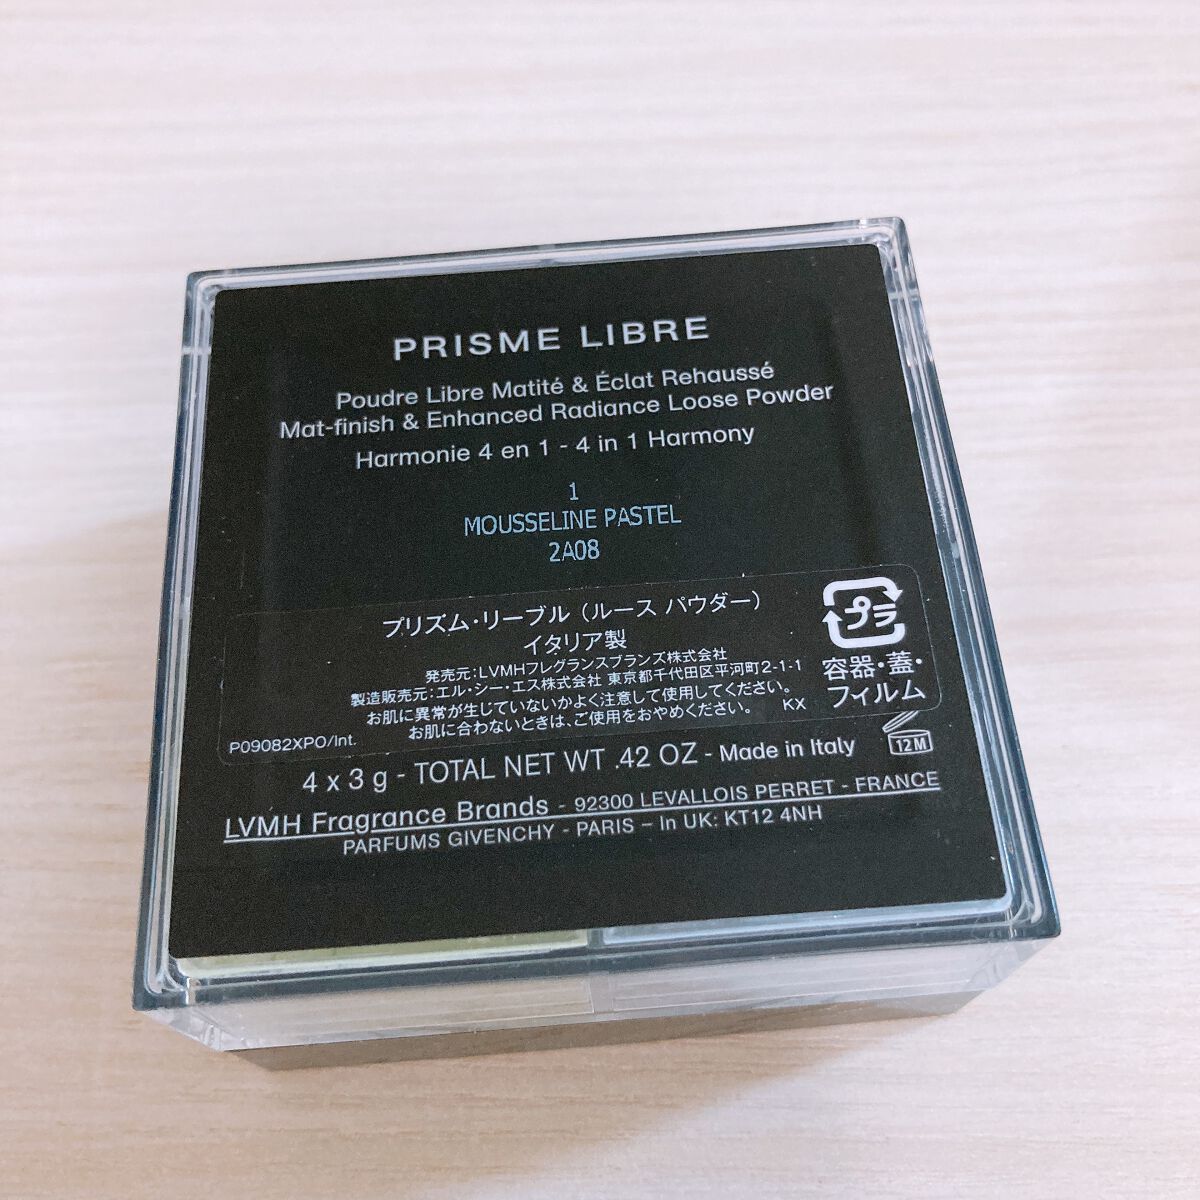 PRISME LIBRE
Poudre Libre Matité & Éclat Rehaussé
Mat-finish & Enhanced Radiance Loose Powder
Harmonie 4 en 1 - 4 in 1 Harmony
1
MOUSSELINE PASTEL
2A08
プリズム・リーブル（ルース パウダー）
イタリア製
発売元：LVMHフレグランスブランズ株式会社
製造販売元：エル・シー・エス株式会社 東京都千代田区平河町2-1-1
お肌に異常が生じていないかよく注意して使用してください。
お肌に合わないときは、ご使用をおやめください。 KX
プラ
容器・蓋・
フィルム
P09082XPO/Int.
12M
4 x 3 g - TOTAL NET WT .42 OZ - Made in Italy
LVMH Fragrance Brands - 92300 LEVALLOIS PERRET - FRANCE
PARFUMS GIVENCHY - PARIS – In UK: KT12 4NH